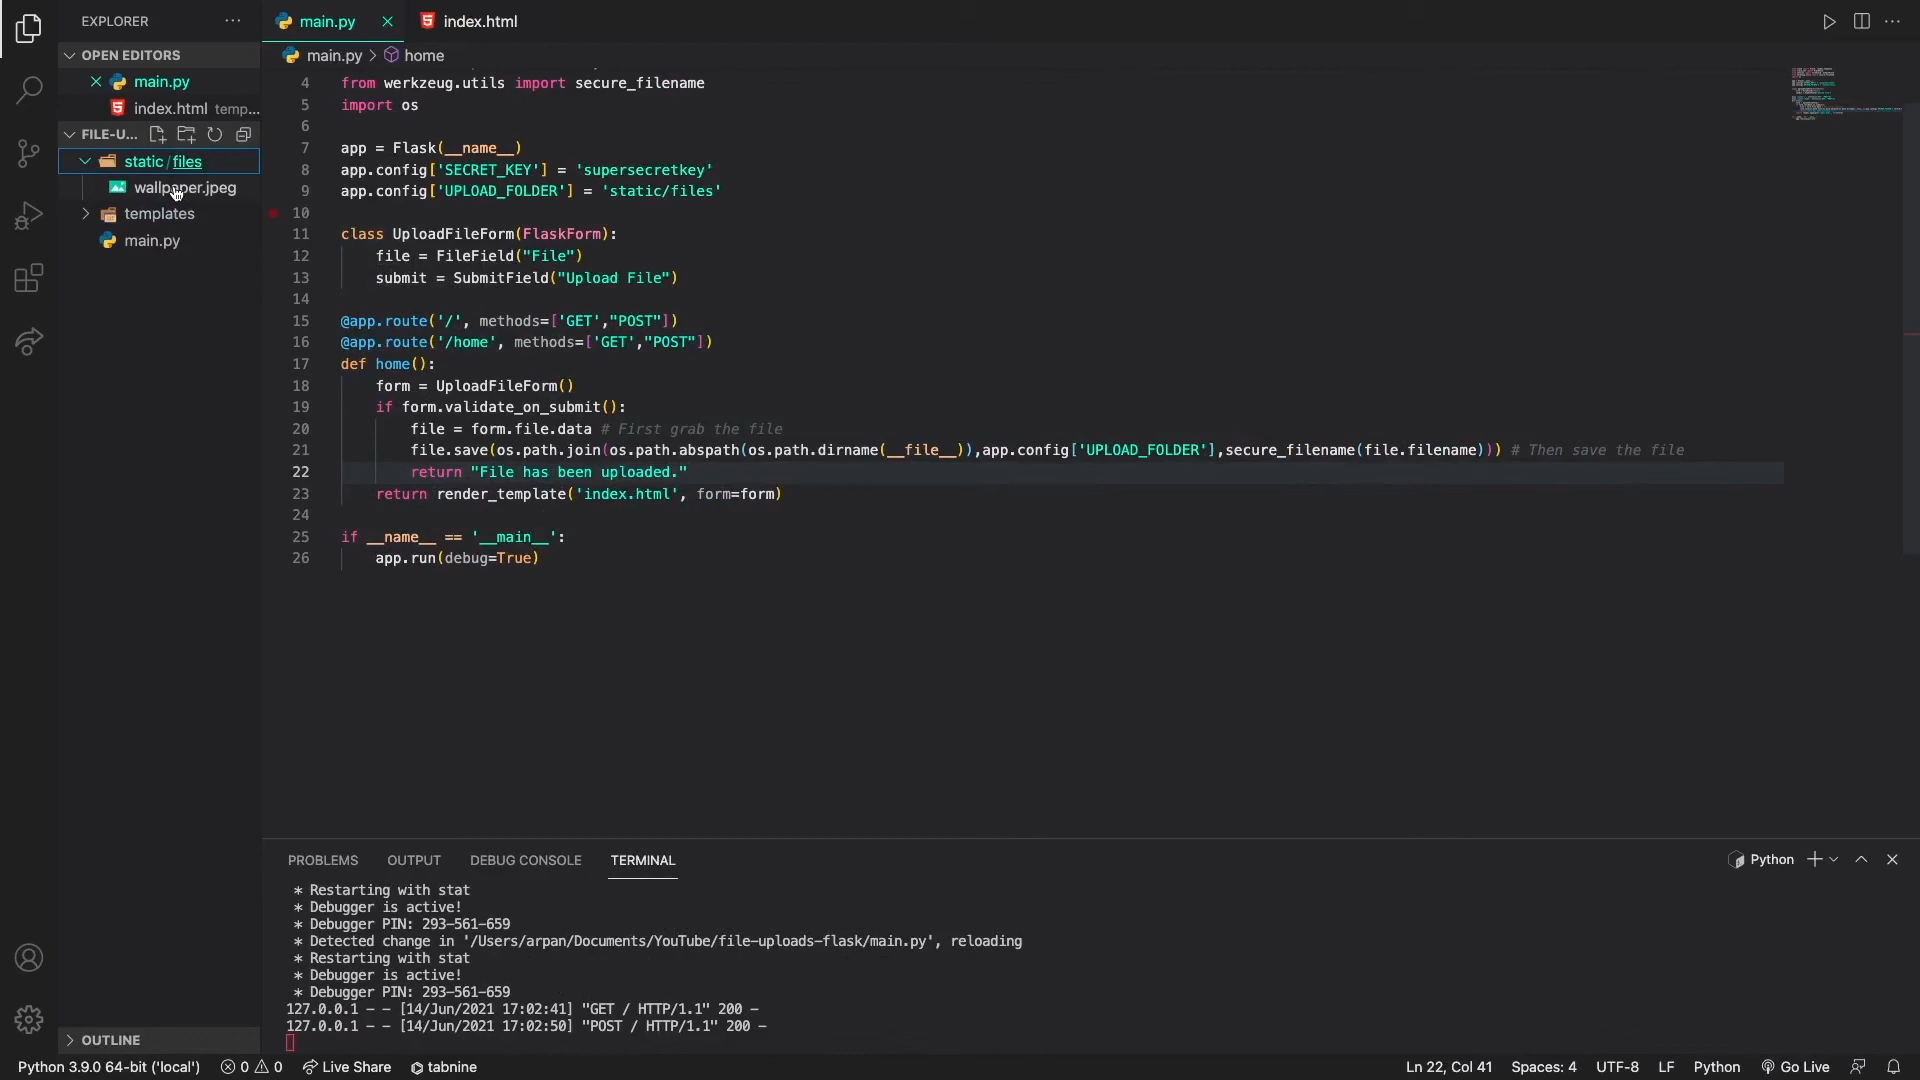 EXPLORER
OPEN EDITORS
main.py
index.html temp...
FILE-U...
static / files
wallpaper.jpeg
templates
main.py
OUTLINE
main.py
index.html
main.py > home
4 from werkzeug.utils import secure_filename
5 import os
6
7 app = Flask(__name__)
8 app.config['SECRET_KEY'] = 'supersecretkey'
9 app.config['UPLOAD_FOLDER'] = 'static/files'
10
11 class UploadFileForm(FlaskForm):
12     file = FileField("File")
13     submit = SubmitField("Upload File")
14
15 @app.route('/', methods=['GET',"POST"])
16 @app.route('/home', methods=['GET',"POST"])
17 def home():
18     form = UploadFileForm()
19     if form.validate_on_submit():
20         file = form.file.data # First grab the file
21         file.save(os.path.join(os.path.abspath(os.path.dirname(__file__)),app.config['UPLOAD_FOLDER'],secure_filename(file.filename))) # Then save the file
22         return "File has been uploaded."
23     return render_template('index.html', form=form)
24
25 if __name__ == '__main__':
26     app.run(debug=True)
PROBLEMS OUTPUT DEBUG CONSOLE TERMINAL
Python
* Restarting with stat
* Debugger is active!
* Debugger PIN: 293-561-659
* Detected change in '/Users/arpan/Documents/YouTube/file-uploads-flask/main.py', reloading
* Restarting with stat
* Debugger is active!
* Debugger PIN: 293-561-659
127.0.0.1 - - [14/Jun/2021 17:02:41] "GET / HTTP/1.1" 200 -
127.0.0.1 - - [14/Jun/2021 17:02:50] "POST / HTTP/1.1" 200 -
Python 3.9.0 64-bit ('local') 0 0 Live Share tabnine Ln 22, Col 41 Spaces: 4 UTF-8 LF Python Go Live